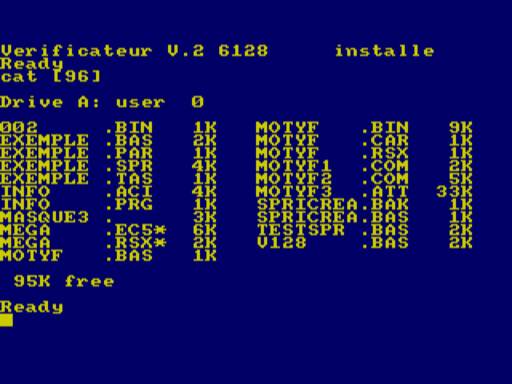 Verificateur V.2 6128 installe
Ready
cat [96]
Drive A: user 0
002 .BIN 1K MOTYF .BIN 9K
EXEMPLE .BAS 2K MOTYF .CAR 1K
EXEMPLE .PAR 1K MOTYF .RSX 1K
EXEMPLE .SPR 4K MOTYF1 .COM 2K
EXEMPLE .TAS 1K MOTYF2 .COM 5K
INFO .ACI 4K MOTYF3 .ATT 33K
INFO .PRG 1K SPRICREA.BAK 1K
MASQUE3 . 3K SPRICREA.BAS 1K
MEGA .EC5* 6K TESTSPR .BAS 2K
MEGA .RSX* 2K V128 .BAS 2K
MOTYF .BAS 1K
95K free
Ready